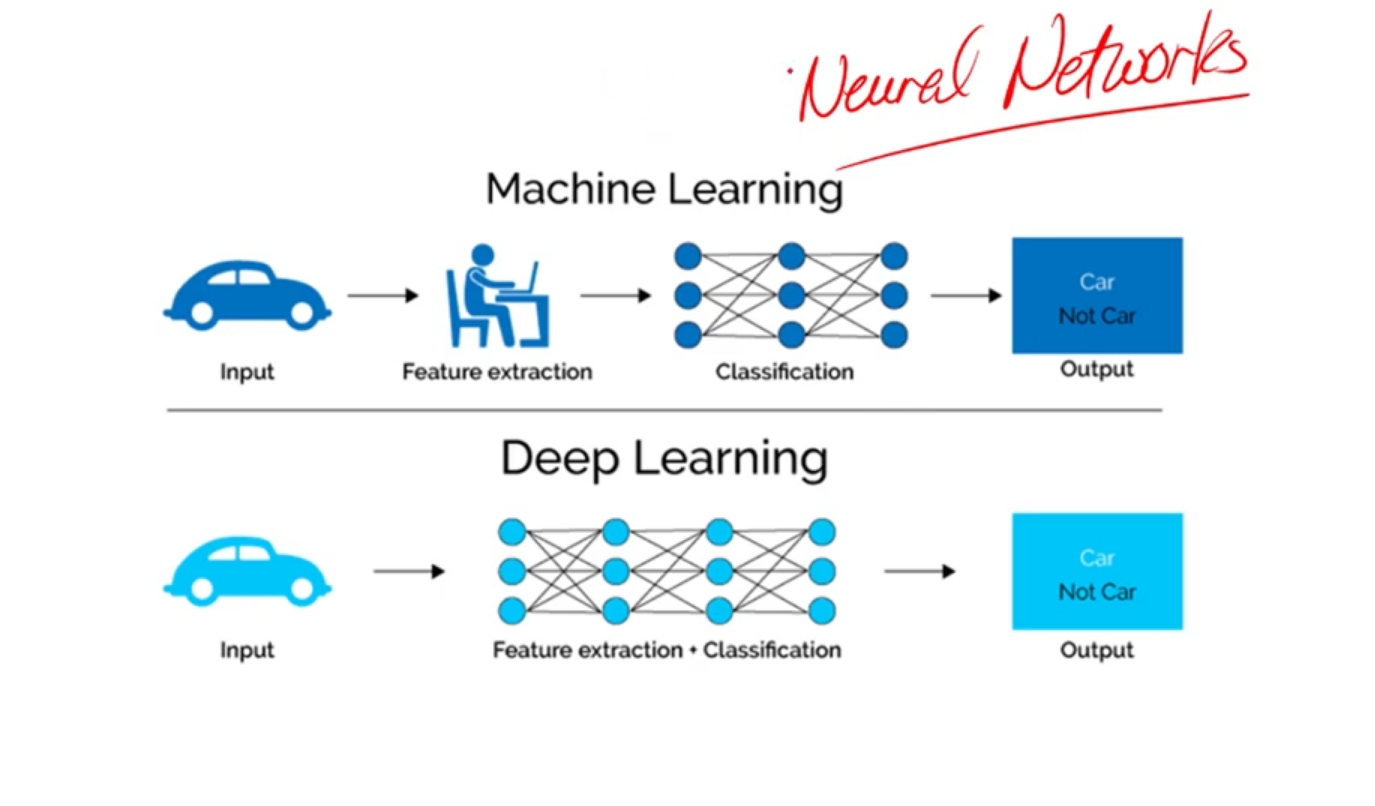 Neural Networks
Machine Learning
Input
Feature extraction
Classification
Car
Not Car
Output
Deep Learning
Input
Feature extraction + Classification
Car
Not Car
Output